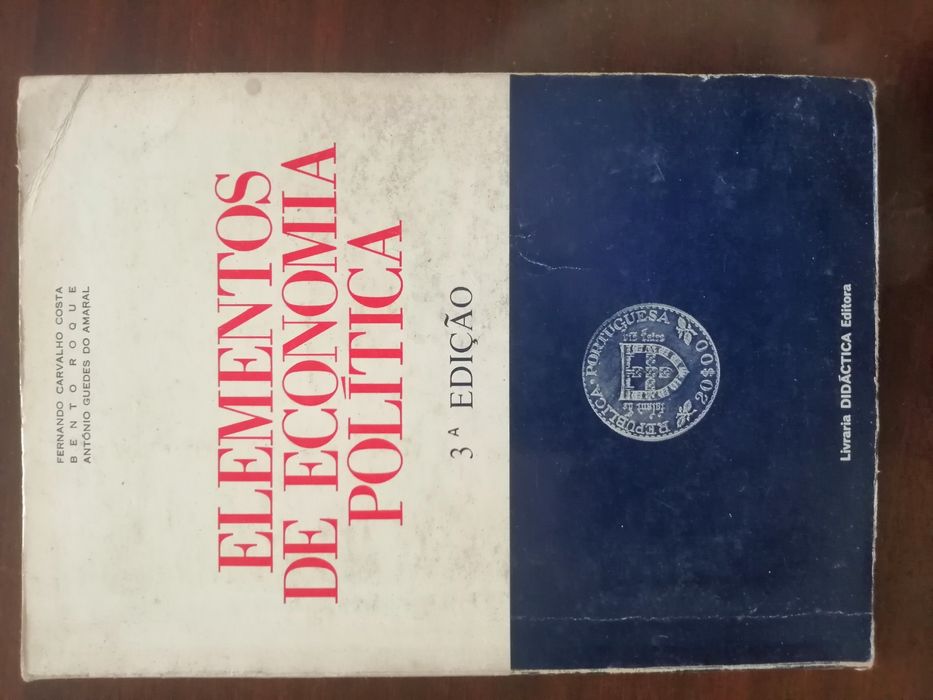 FERNANDO CARVALHO COSTA
BENTO ROQUE
ANTÓNIO GUEDES DO AMARAL
ELEMENTOS
DE ECONOMIA
POLÍTICA
3ª EDIÇÃO
REPÚBLICA · PORTUGUESA
20$00
Livraria DIDÁCTICA Editora